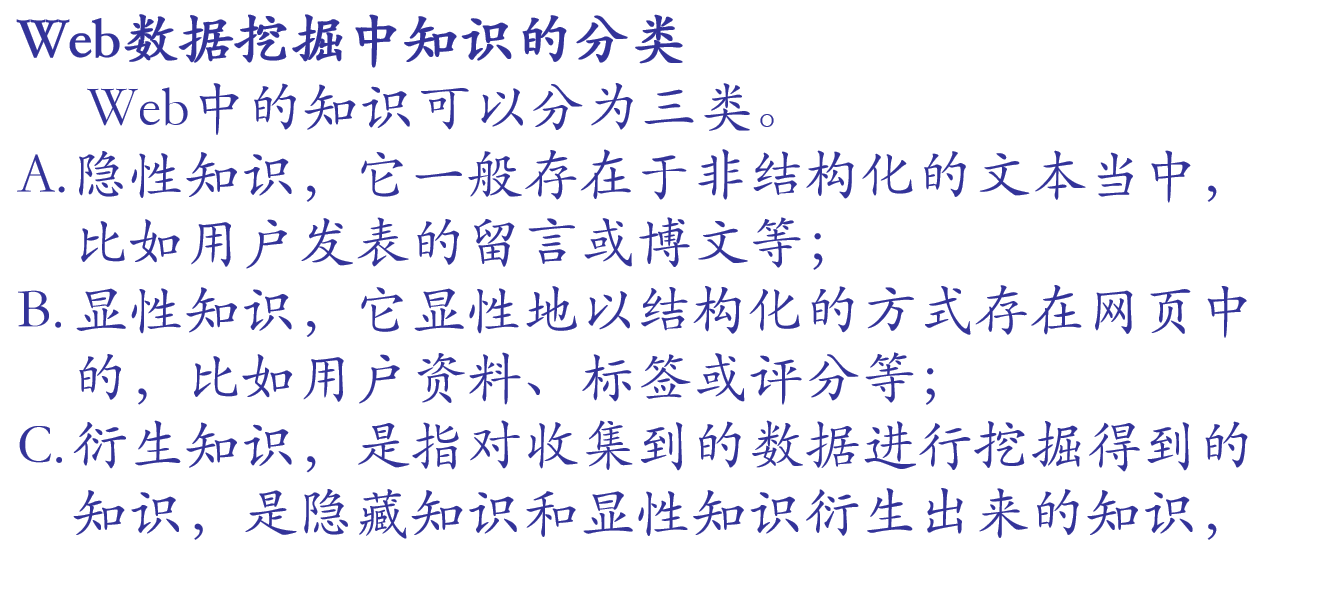 Web数据挖掘中知识的分类
Web中的知识可以分为三类。
A.隐性知识，它一般存在于非结构化的文本当中，
比如用户发表的留言或博文等；
B.显性知识，它显性地以结构化的方式存在网页中
的，比如用户资料、标签或评分等；
C.衍生知识，是指对收集到的数据进行挖掘得到的
知识，是隐藏知识和显性知识衍生出来的知识，